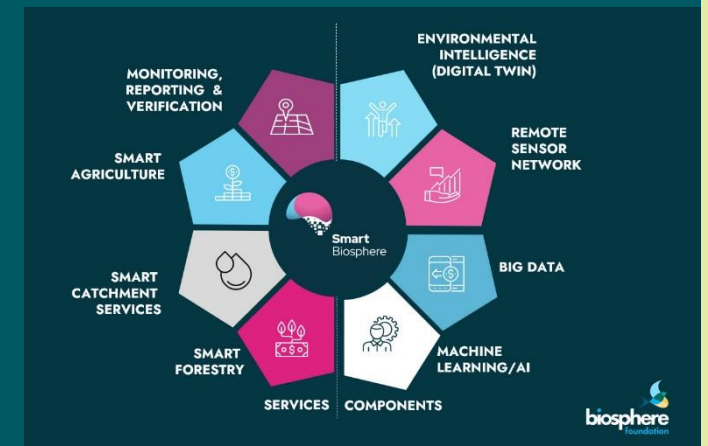 ENVIRONMENTAL
INTELLIGENCE
(DIGITAL TWIN)
MONITORING,
REPORTING &
VERIFICATION
REMOTE
SENSOR
NETWORK
SMART
AGRICULTURE
Smart
Biosphere
BIG DATA
SMART
CATCHMENT
SERVICES
MACHINE
LEARNING/AI
SMART
FORESTRY
SERVICES
COMPONENTS
biosphere
foundation